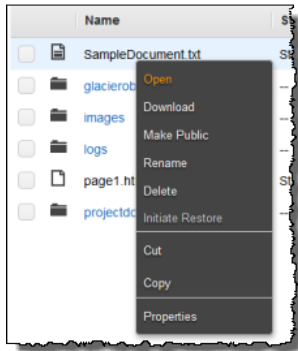 Name
SampleDocument.txt
glacierob
images
logs
page1.ht
projectdo
Open
Download
Make Public
Rename
Delete
Initiate Restore
Cut
Copy
Properties